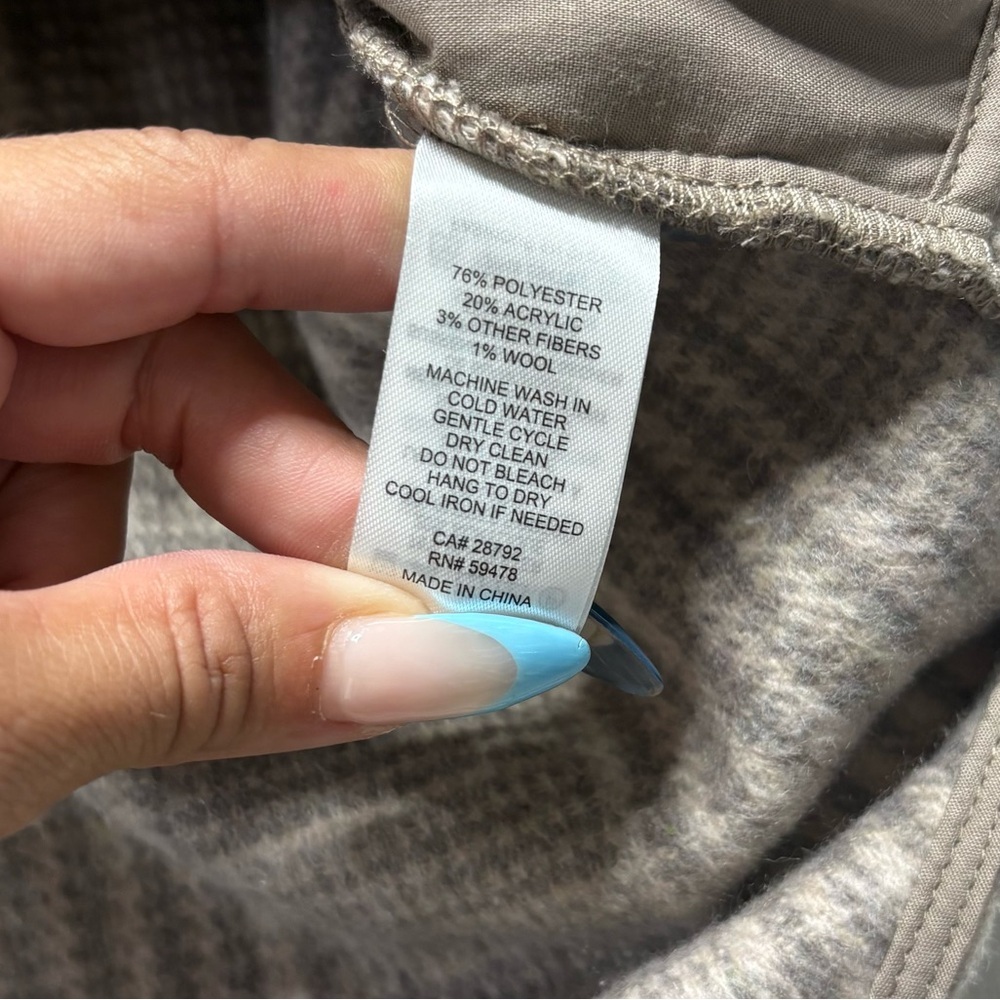 76% POLYESTER
20% ACRYLIC
3% OTHER FIBERS
1% WOOL
MACHINE WASH IN
COLD WATER
GENTLE CYCLE
DRY CLEAN
DO NOT BLEACH
HANG TO DRY
COOL IRON IF NEEDED
CA# 28792
RN# 59478
MADE IN CHINA